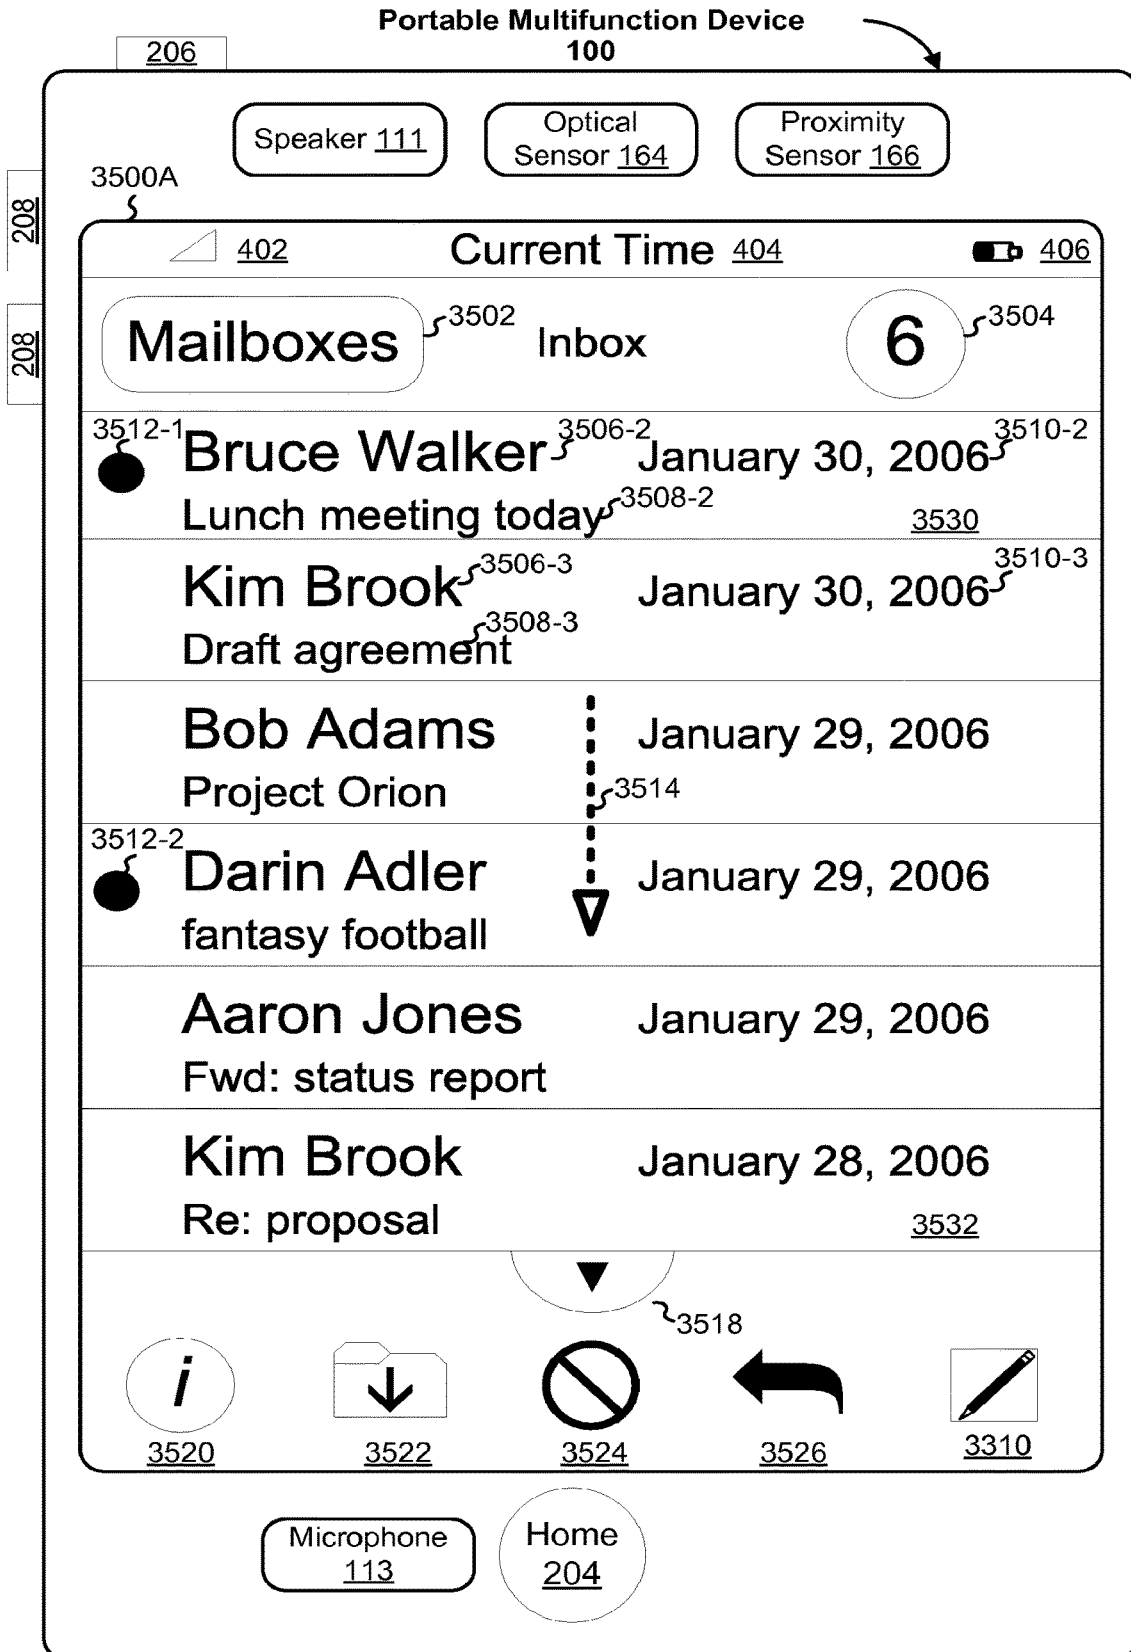 Portable Multifunction Device
100
206
Speaker 111
Optical
Sensor 164
Proximity
Sensor 166
3500A
208
208
402
Current Time 404
406
Mailboxes
3502
Inbox
6
3504
3512-1
Bruce Walker
3506-2
January 30, 2006
3510-2
Lunch meeting today
3508-2
3530
Kim Brook
3506-3
January 30, 2006
3510-3
Draft agreement
3508-3
Bob Adams
January 29, 2006
Project Orion
3514
3512-2
Darin Adler
January 29, 2006
fantasy football
Aaron Jones
January 29, 2006
Fwd: status report
Kim Brook
January 28, 2006
Re: proposal
3532
3518
i
3520
3522
3524
3526
3310
Microphone
113
Home
204